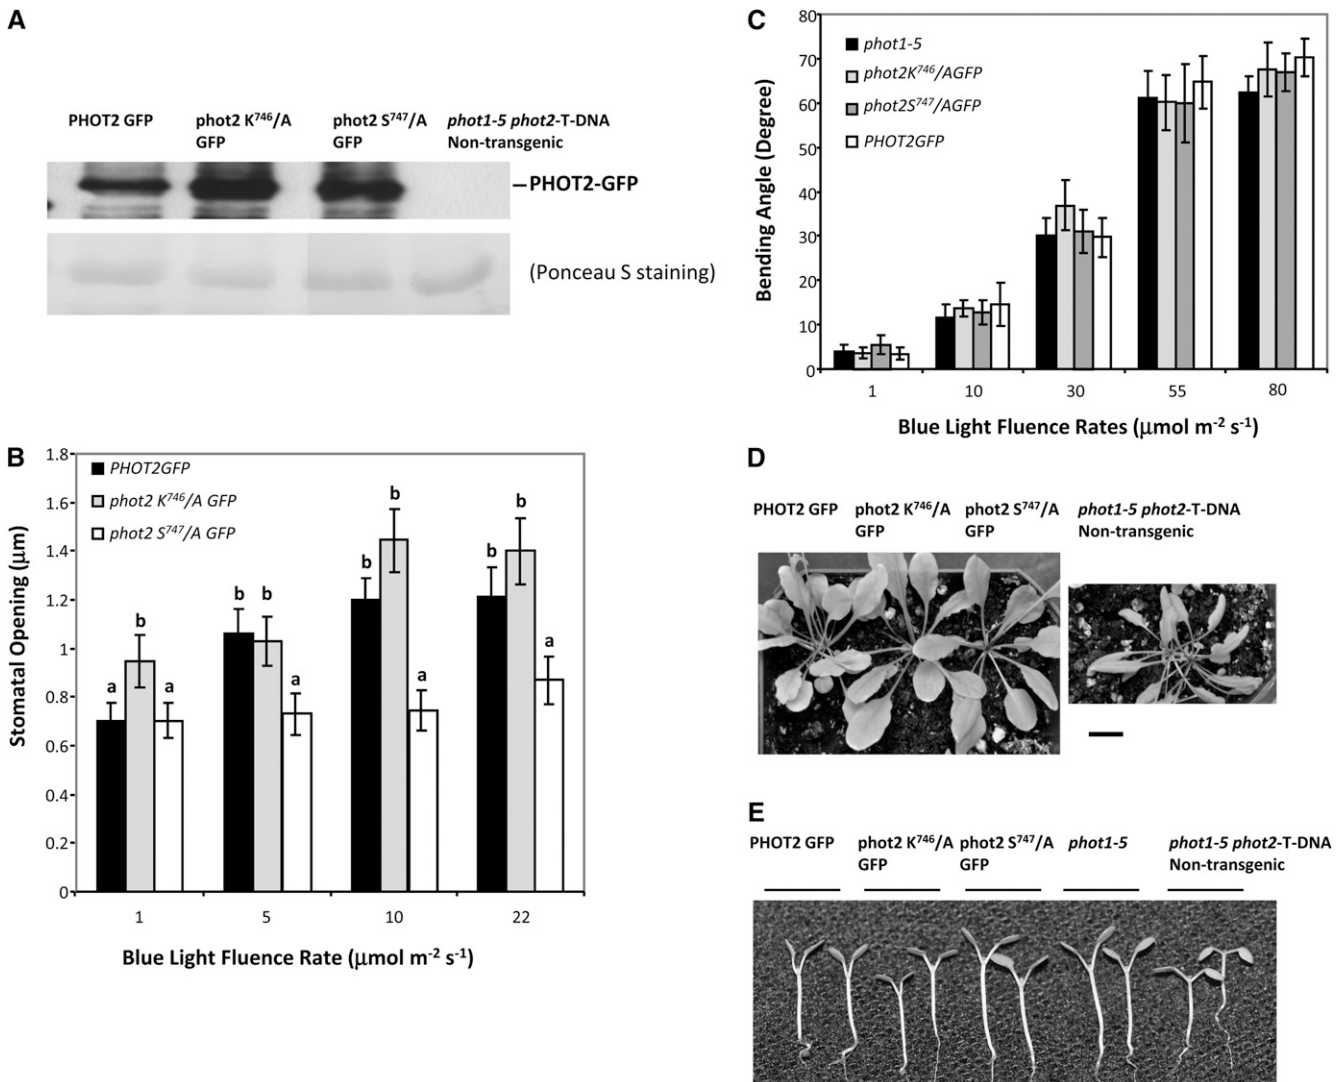 A
PHOT2 GFP
phot2 K⁷⁴⁶/A
GFP
phot2 S⁷⁴⁷/A
GFP
phot1-5 phot2-T-DNA
Non-transgenic
PHOT2-GFP
(Ponceau S staining)
B
PHOT2GFP
phot2 K⁷⁴⁶/A GFP
phot2 S⁷⁴⁷/A GFP
Stomatal Opening (μm)
1.8
1.6
1.4
1.2
1
0.8
0.6
0.4
0.2
0
a
b
a
b
b
a
b
b
a
b
b
a
1
5
10
22
Blue Light Fluence Rate (μmol m⁻² s⁻¹)
C
phot1-5
phot2K⁷⁴⁶/AGFP
phot2S⁷⁴⁷/AGFP
PHOT2GFP
Bending Angle (Degree)
80
70
60
50
40
30
20
10
0
1
10
30
55
80
Blue Light Fluence Rates (μmol m⁻² s⁻¹)
D
PHOT2 GFP
phot2 K⁷⁴⁶/A
GFP
phot2 S⁷⁴⁷/A
GFP
phot1-5 phot2-T-DNA
Non-transgenic
E
PHOT2 GFP
phot2 K⁷⁴⁶/A
GFP
phot2 S⁷⁴⁷/A
GFP
phot1-5
phot1-5 phot2-T-DNA
Non-transgenic